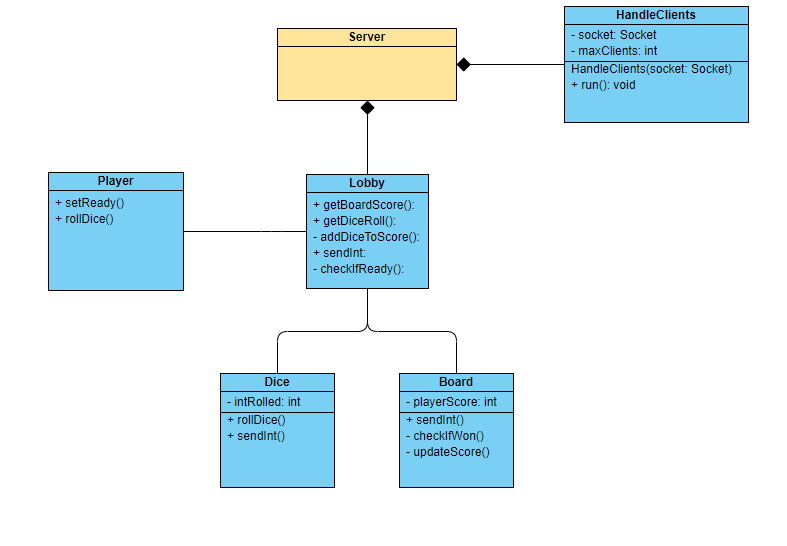 Server
HandleClients
- socket: Socket
- maxClients: int
HandleClients(socket: Socket)
+ run(): void
Player
+ setReady()
+ rollDice()
Lobby
+ getBoardScore():
+ getDiceRoll():
- addDiceToScore():
+ sendInt:
- checkIfReady():
Dice
- intRolled: int
+ rollDice()
+ sendInt()
Board
- playerScore: int
+ sendInt()
- checkIfWon()
- updateScore()